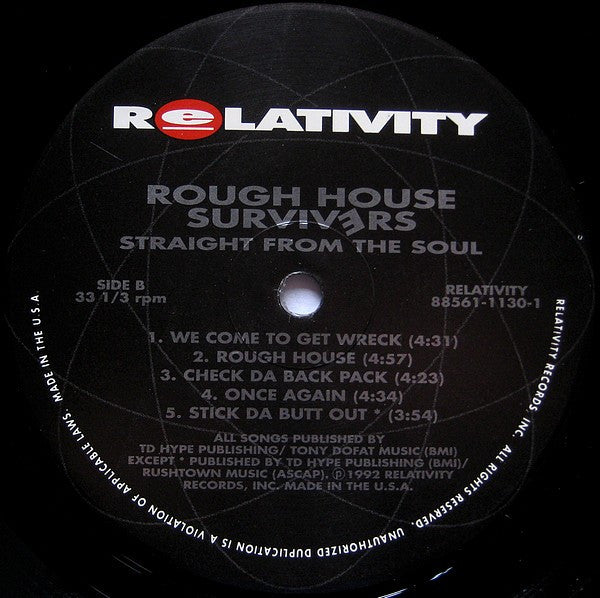 ReLATIVITY
ROUGH HOUSE
SURVIVƎRS
STRAIGHT FROM THE SOUL
SIDE B
33 1/3 rpm
RELATIVITY
88561-1130-1
1. WE COME TO GET WRECK (4:31)
2. ROUGH HOUSE (4:57)
3. CHECK DA BACK PACK (4:23)
4. ONCE AGAIN (4:34)
5. STICK DA BUTT OUT * (3:54)
ALL SONGS PUBLISHED BY
TD HYPE PUBLISHING/ TONY DOFAT MUSIC (BMI)
EXCEPT * PUBLISHED BY TD HYPE PUBLISHING (BMI)/
RUSHTOWN MUSIC (ASCAP). ℗1992 RELATIVITY
RECORDS, INC. MADE IN THE U.S.A.
RELATIVITY RECORDS, INC. ALL RIGHTS RESERVED. UNAUTHORIZED DUPLICATION IS A VIOLATION OF APPLICABLE LAWS. MADE IN THE U.S.A.